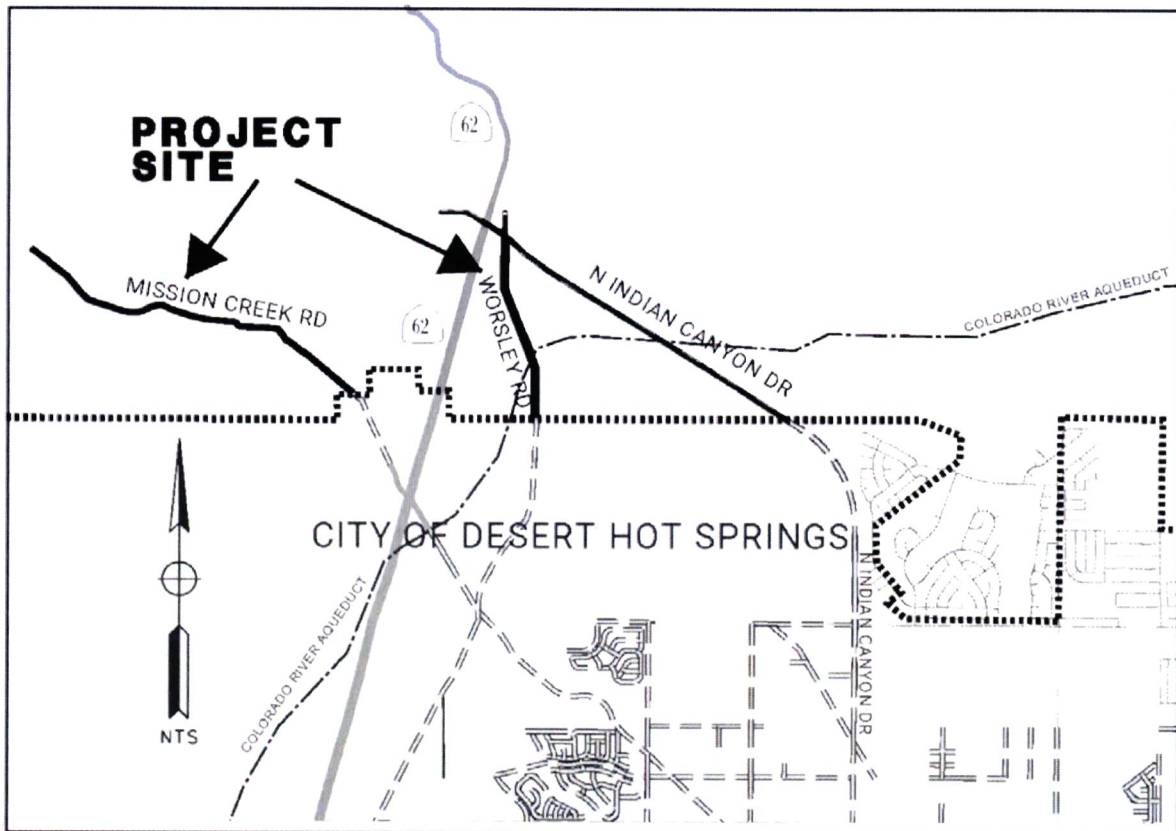 62
PROJECT
SITE
MISSION CREEK RD
62
WORSLEY RD
N INDIAN CANYON DR
COLORADO RIVER AQUEDUCT
CITY OF DESERT HOT SPRINGS
COLORADO RIVER AQUEDUCT
N INDIAN CANYON DR
NTS